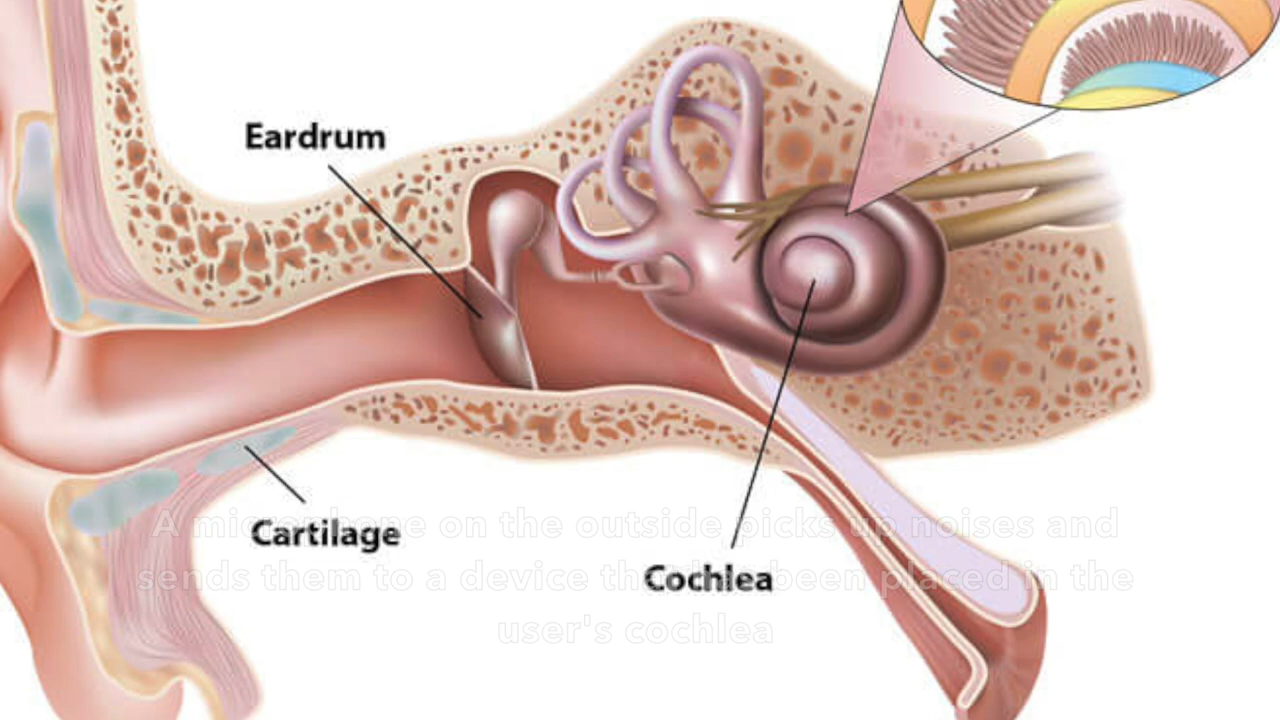 Eardrum
Cartilage
Cochlea
A microphone on the outside picks up noises and
sends them to a device that has been placed in the
user's cochlea